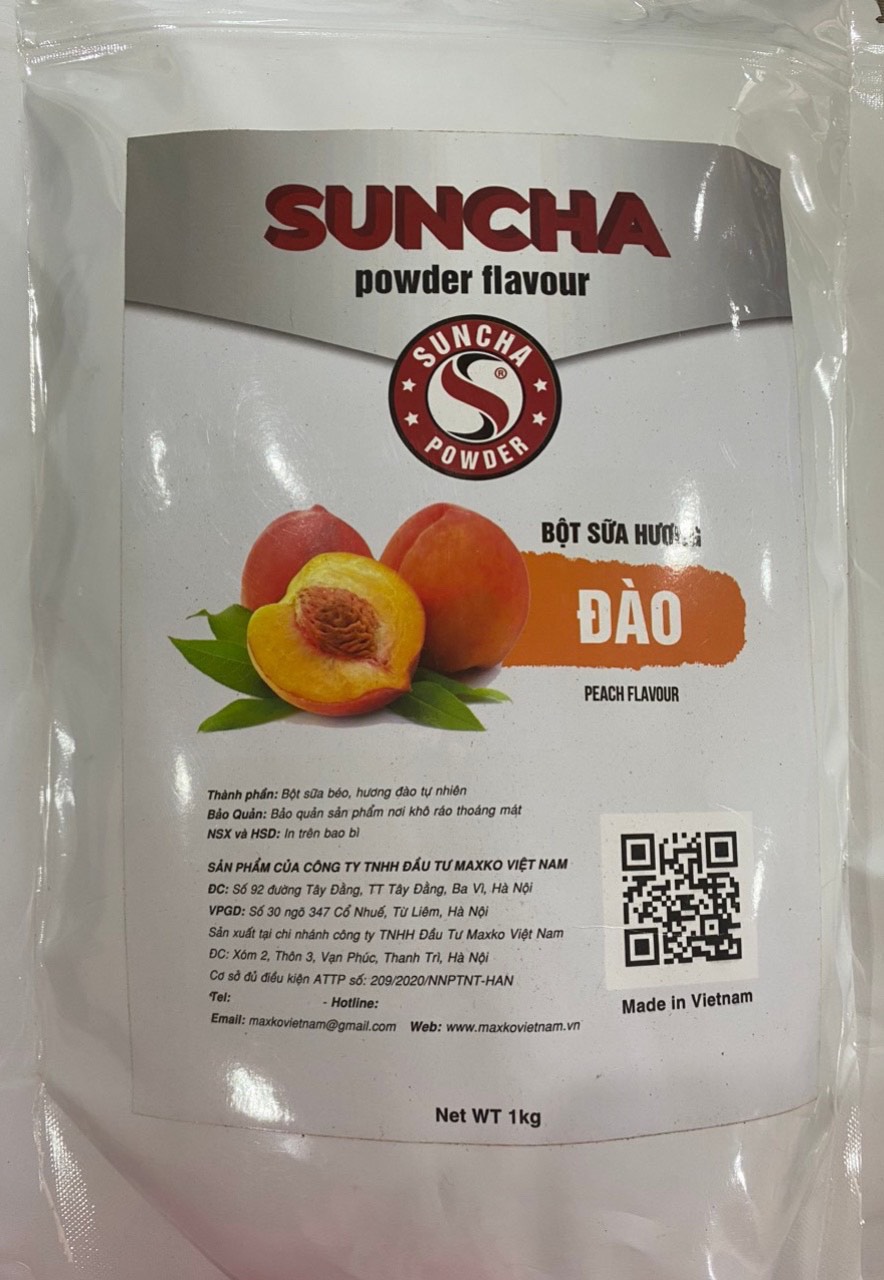 SUNCHA
powder flavour
SUNCHA
®
POWDER
BỘT SỮA HƯƠNG
ĐÀO
PEACH FLAVOUR
Thành phần: Bột sữa béo, hương đào tự nhiên
Bảo Quản: Bảo quản sản phẩm nơi khô ráo thoáng mát
NSX và HSD: In trên bao bì
SẢN PHẨM CỦA CÔNG TY TNHH ĐẦU TƯ MAXKO VIỆT NAM
ĐC: Số 92 đường Tây Đằng, TT Tây Đằng, Ba Vì, Hà Nội
VPGD: Số 30 ngõ 347 Cổ Nhuế, Từ Liêm, Hà Nội
Sản xuất tại chi nhánh công ty TNHH Đầu Tư Maxko Việt Nam
ĐC: Xóm 2, Thôn 3, Vạn Phúc, Thanh Trì, Hà Nội
Cơ sở đủ điều kiện ATTP số: 209/2020/NNPTNT-HAN
Tel: - Hotline:
Email: maxkovietnam@gmail.com Web: www.maxkovietnam.vn
Made in Vietnam
Net WT 1kg